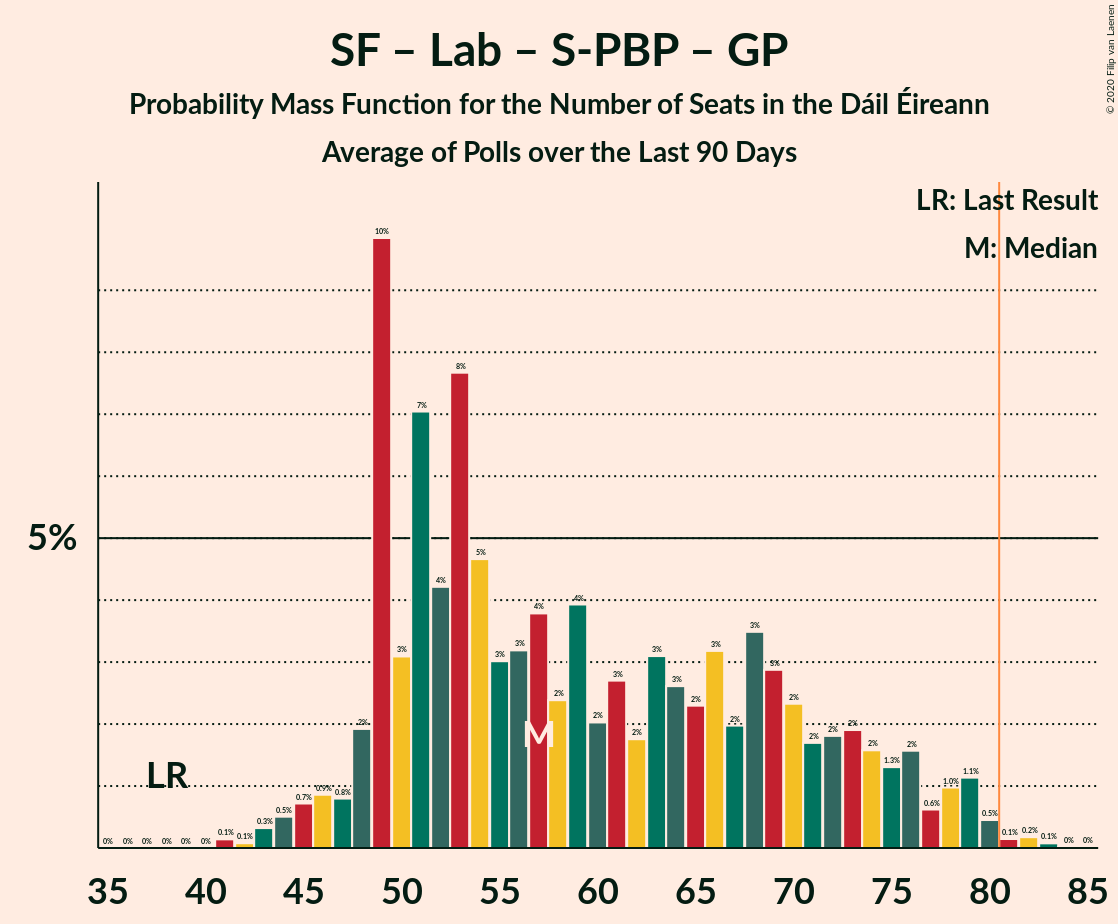 SF – Lab – S-PBP – GP
Probability Mass Function for the Number of Seats in the Dáil Éireann
Average of Polls over the Last 90 Days
© 2020 Filip van Laenen
LR: Last Result
M: Median
5%
0% 0% 0% 0% 0% 0% 0.1% 0.1% 0.3% 0.5% 0.7% 0.9% 0.8% 2% 10% 3% 7% 4% 8% 5% 3% 3% 4% 2% 4% 2% 3% 2% 3% 3% 2% 3% 2% 3% 3% 2% 2% 2% 2% 2% 1.3% 2% 0.6% 1.0% 1.1% 0.5% 0.1% 0.2% 0.1% 0% 0%
M
LR
35 40 45 50 55 60 65 70 75 80 85